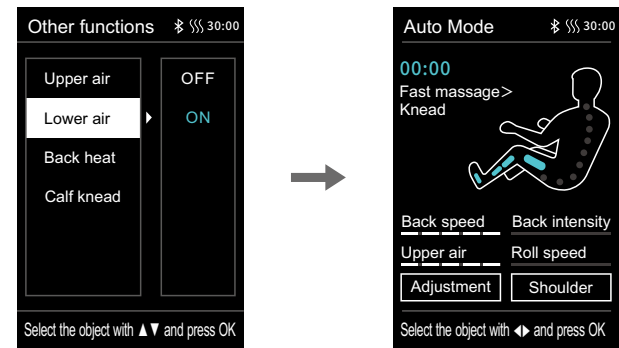 Other functions 30:00
Upper air OFF
Lower air ON
Back heat
Calf knead
Select the object with ▲▼ and press OK
Auto Mode 30:00
00:00
Fast massage>
Knead
Back speed Back intensity
Upper air Roll speed
Adjustment Shoulder
Select the object with ◀▶ and press OK